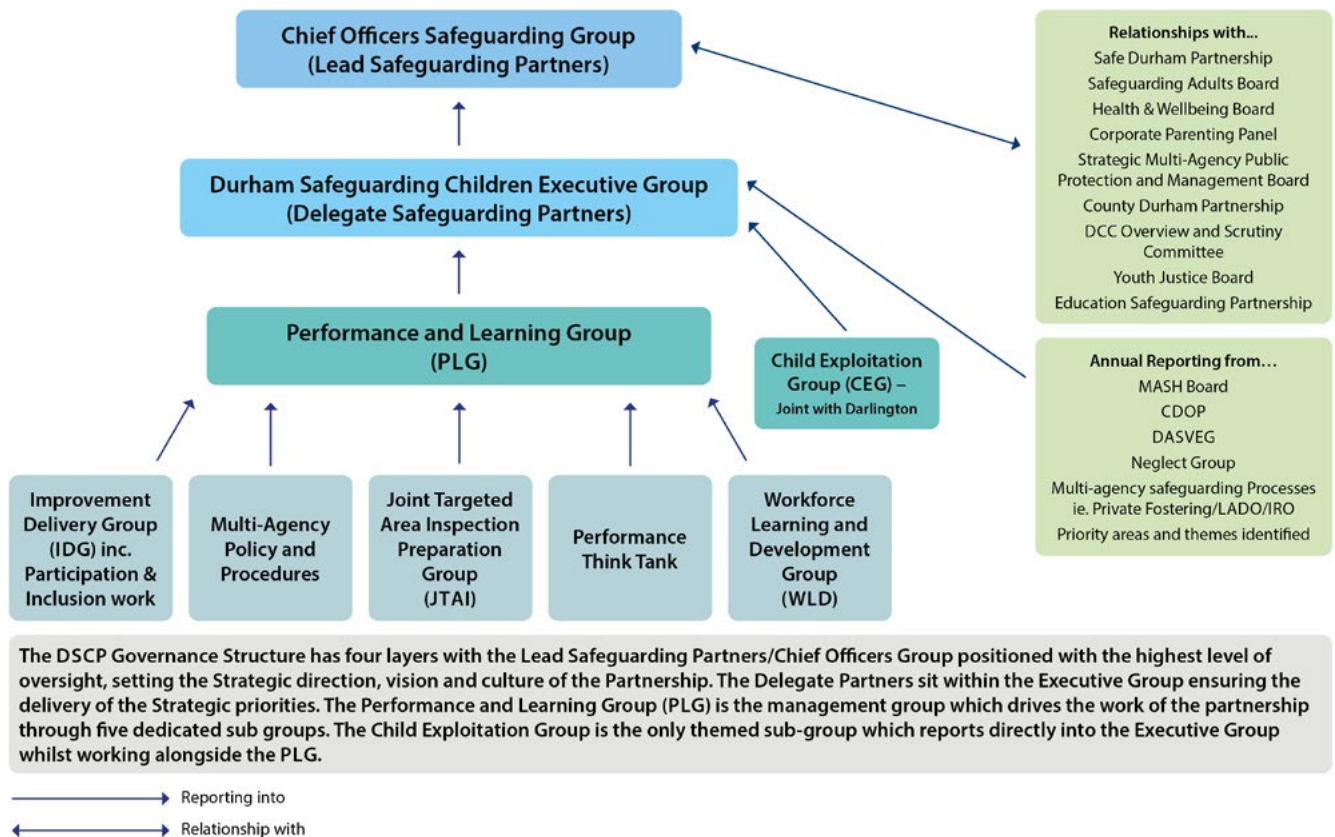 Chief Officers Safeguarding Group
(Lead Safeguarding Partners)
Durham Safeguarding Children Executive Group
(Delegate Safeguarding Partners)
Performance and Learning Group
(PLG)
Child Exploitation
Group (CEG) –
Joint with Darlington
Improvement
Delivery Group
(IDG) inc.
Participation &
Inclusion work
Multi-Agency
Policy and
Procedures
Joint Targeted
Area Inspection
Preparation
Group
(JTAI)
Performance
Think Tank
Workforce
Learning and
Development
Group
(WLD)
Relationships with...
Safe Durham Partnership
Safeguarding Adults Board
Health & Wellbeing Board
Corporate Parenting Panel
Strategic Multi-Agency Public
Protection and Management Board
County Durham Partnership
DCC Overview and Scrutiny
Committee
Youth Justice Board
Education Safeguarding Partnership
Annual Reporting from…
MASH Board
CDOP
DASVEG
Neglect Group
Multi-agency safeguarding Processes
ie. Private Fostering/LADO/IRO
Priority areas and themes identified
The DSCP Governance Structure has four layers with the Lead Safeguarding Partners/Chief Officers Group positioned with the highest level of
oversight, setting the Strategic direction, vision and culture of the Partnership. The Delegate Partners sit within the Executive Group ensuring the
delivery of the Strategic priorities. The Performance and Learning Group (PLG) is the management group which drives the work of the partnership
through five dedicated sub groups. The Child Exploitation Group is the only themed sub-group which reports directly into the Executive Group
whilst working alongside the PLG.
Reporting into
Relationship with